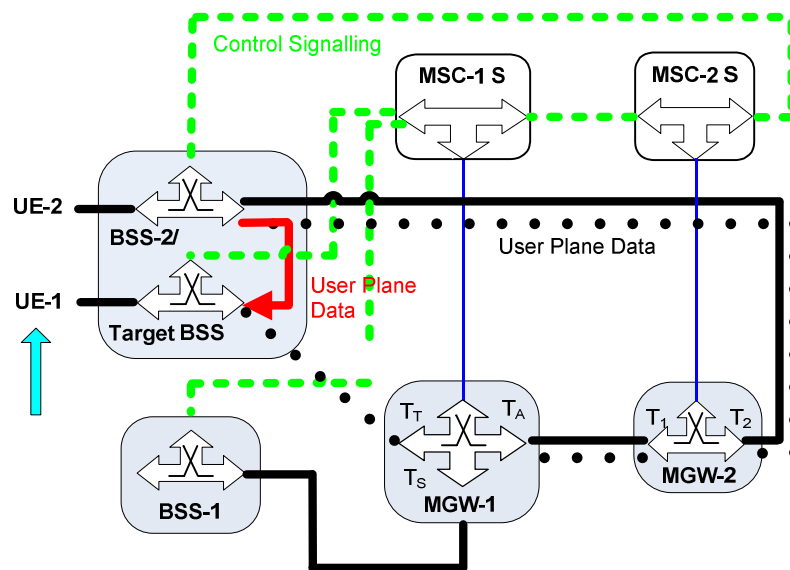 Control Signalling
MSC-1 S
MSC-2 S
UE-2
BSS-2/
User Plane Data
User Plane
Data
UE-1
Target BSS
TT
TA
T1
T2
TS
MGW-1
MGW-2
BSS-1